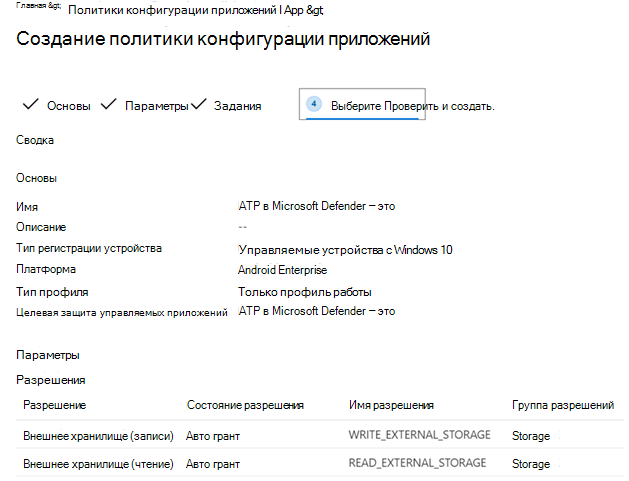 Главная &gt; Политики конфигурации приложений I App &gt;
Создание политики конфигурации приложений
Основы Параметры Задания 4 Выберите Проверить и создать.
Сводка
Основы
Имя ATP в Microsoft Defender – это
Описание --
Тип регистрации устройства Управляемые устройства с Windows 10
Платформа Android Enterprise
Тип профиля Только профиль работы
Целевая защита управляемых приложений ATP в Microsoft Defender – это
Параметры
Разрешения
Разрешение Состояние разрешения Имя разрешения Группа разрешений
Внешнее хранилище (записи) Авто грант WRITE_EXTERNAL_STORAGE Storage
Внешнее хранилище (чтение) Авто грант READ_EXTERNAL_STORAGE Storage